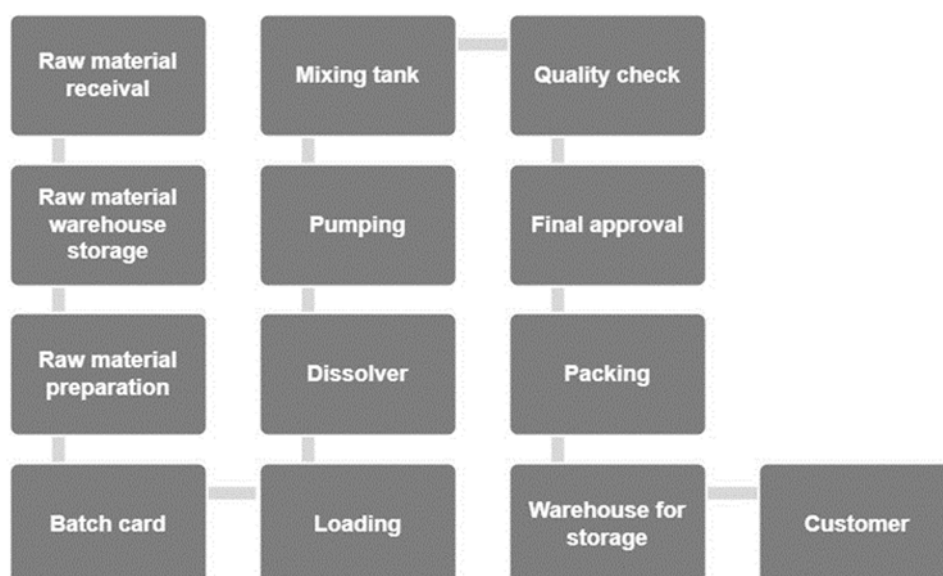 Raw material
receival
Raw material
warehouse
storage
Raw material
preparation
Batch card
Loading
Dissolver
Pumping
Mixing tank
Quality check
Final approval
Packing
Warehouse for
storage
Customer